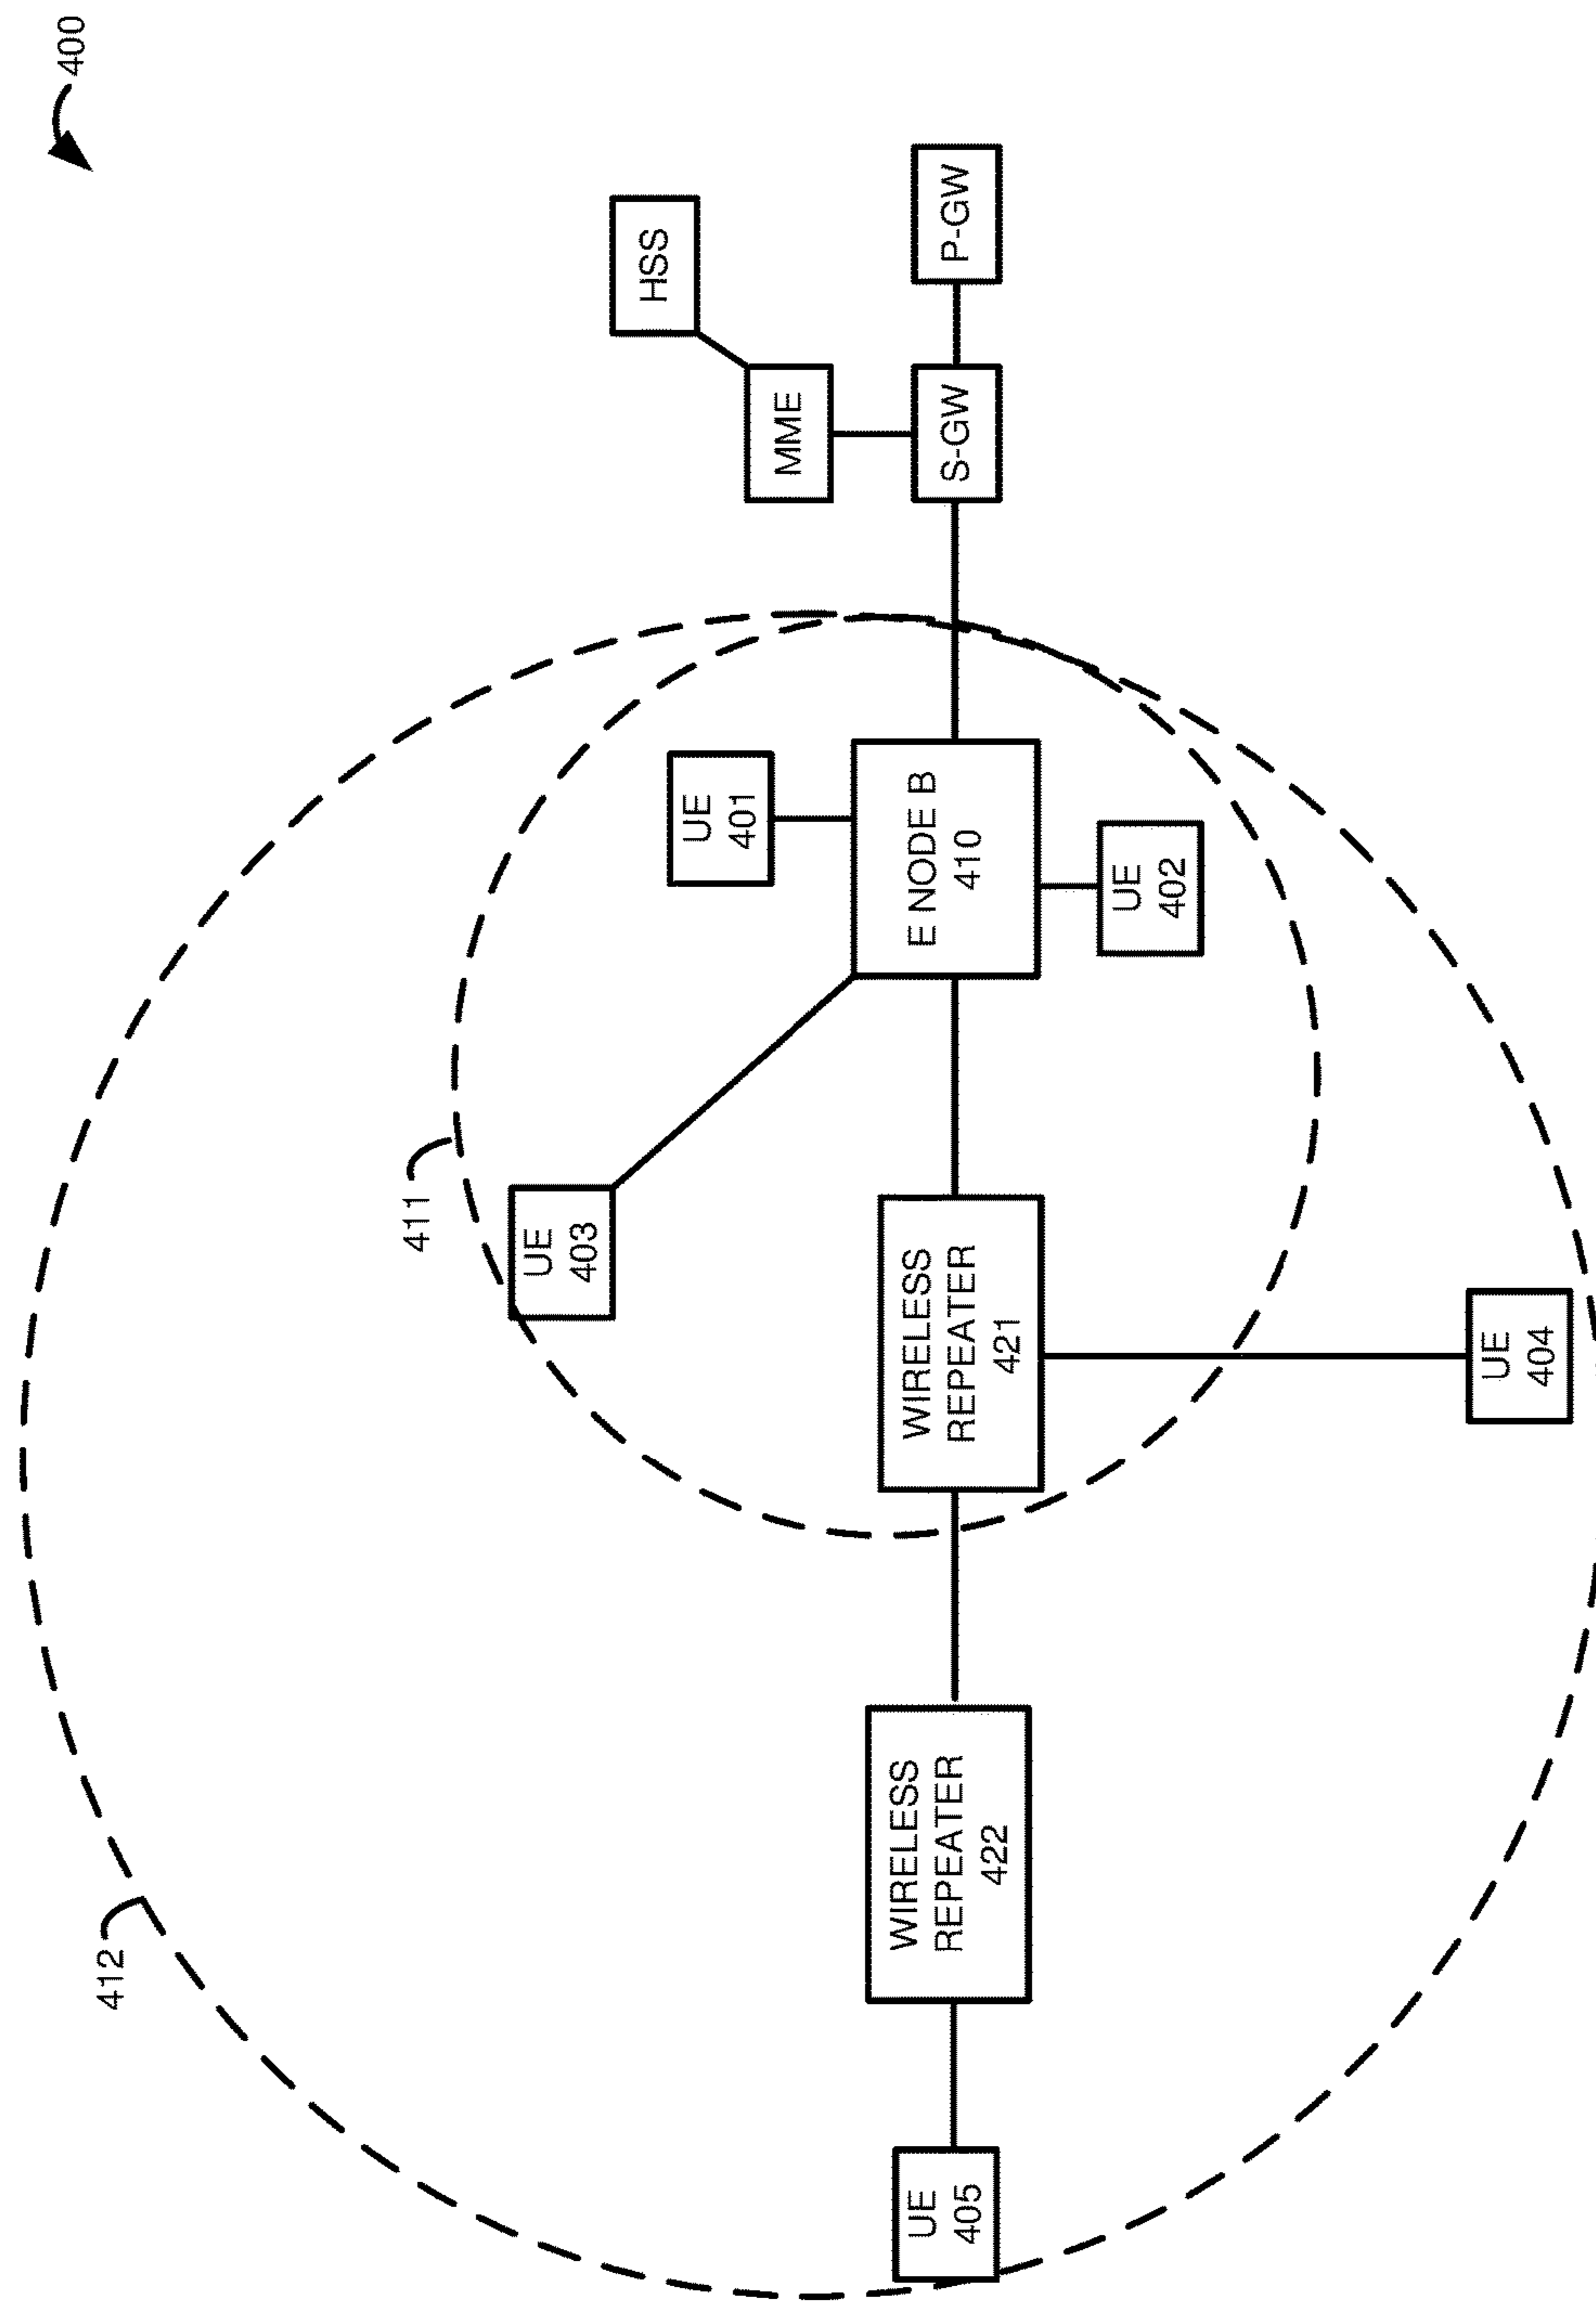 400
412
411
HSS
MME
P-GW
S-GW
UE
401
UE
403
E NODE B
410
WIRELESS
REPEATER
421
WIRELESS
REPEATER
422
UE
405
UE
402
UE
404